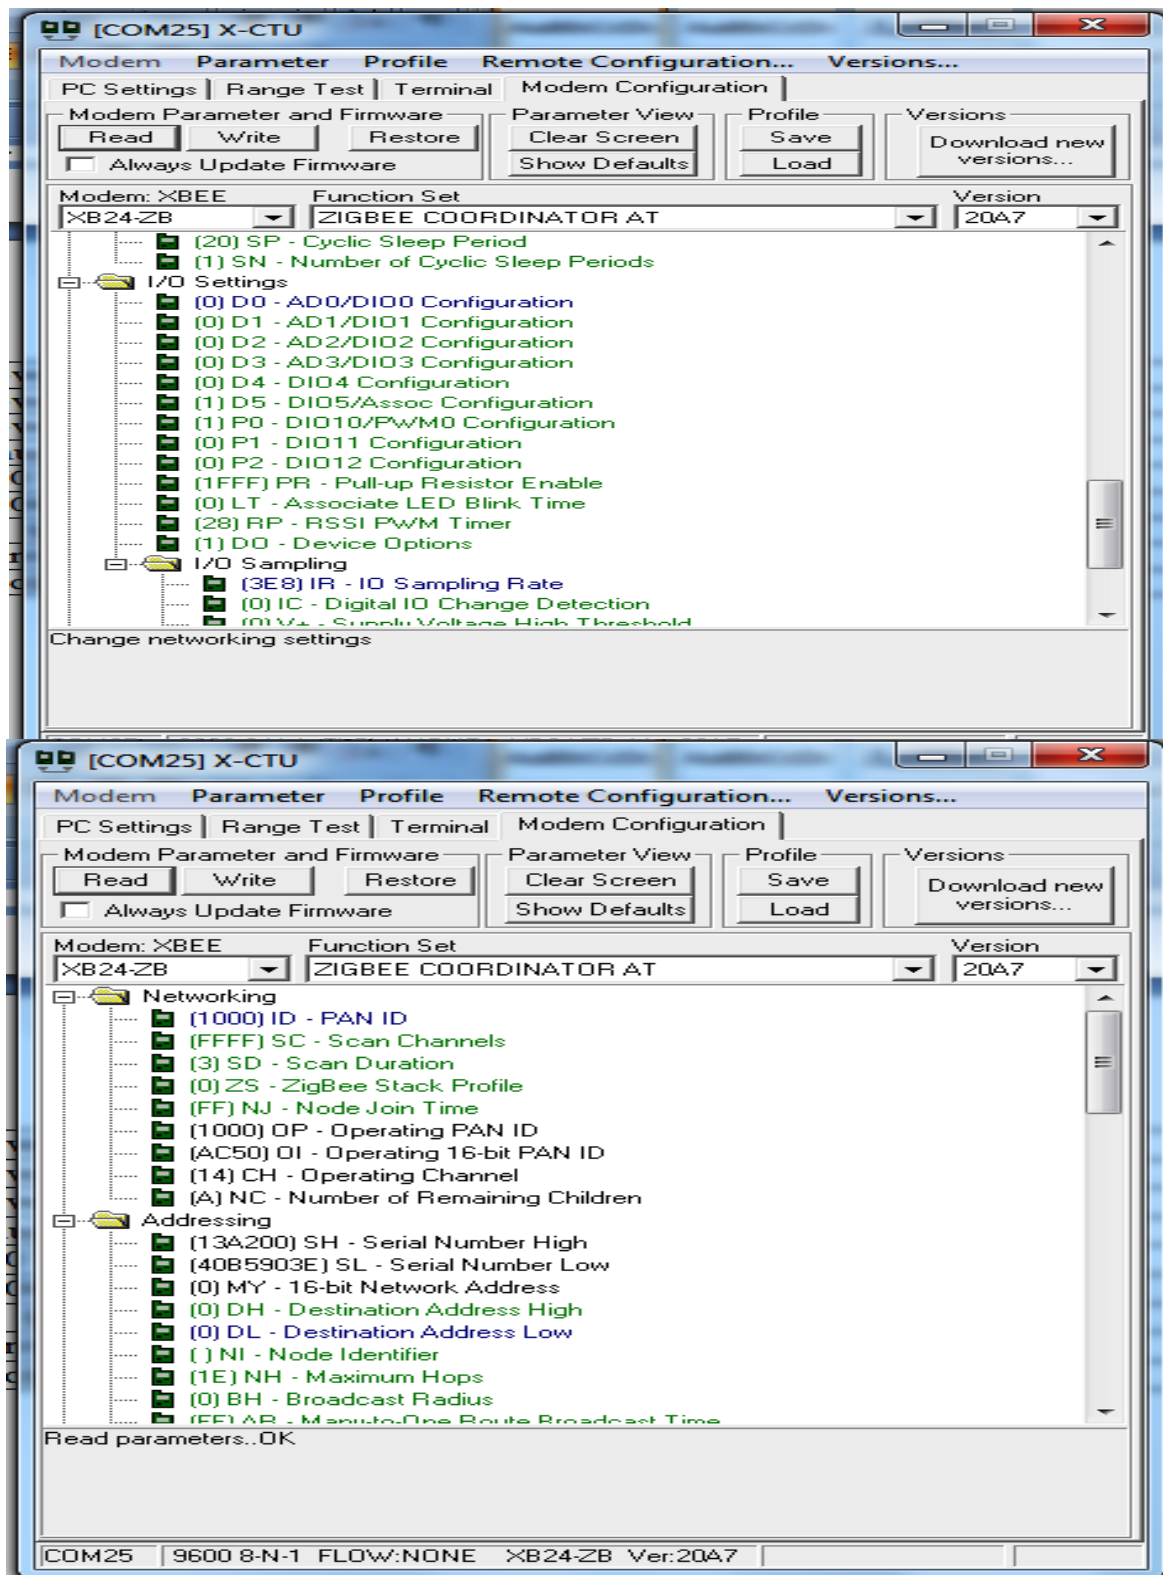 [COM25] X-CTU
Modem Parameter Profile Remote Configuration... Versions...
PC Settings Range Test Terminal Modem Configuration
Modem Parameter and Firmware Parameter View Profile Versions
Read Write Restore Clear Screen Save Download new versions...
Always Update Firmware Show Defaults Load
Modem: XBEE Function Set Version
XB24-ZB ZIGBEE COORDINATOR AT 20A7
(20) SP - Cyclic Sleep Period
(1) SN - Number of Cyclic Sleep Periods
I/O Settings
(0) D0 - AD0/DIO0 Configuration
(0) D1 - AD1/DIO1 Configuration
(0) D2 - AD2/DIO2 Configuration
(0) D3 - AD3/DIO3 Configuration
(0) D4 - DIO4 Configuration
(1) D5 - DIO5/Assoc Configuration
(1) P0 - DIO10/PWM0 Configuration
(0) P1 - DIO11 Configuration
(0) P2 - DIO12 Configuration
(1FFF) PR - Pull-up Resistor Enable
(0) LT - Associate LED Blink Time
(28) RP - RSSI PWM Timer
(1) DO - Device Options
I/O Sampling
(3E8) IR - IO Sampling Rate
(0) IC - Digital IO Change Detection
(0) V+ - Supply Voltage High Threshold
Change networking settings
[COM25] X-CTU
Modem Parameter Profile Remote Configuration... Versions...
PC Settings Range Test Terminal Modem Configuration
Modem Parameter and Firmware Parameter View Profile Versions
Read Write Restore Clear Screen Save Download new versions...
Always Update Firmware Show Defaults Load
Modem: XBEE Function Set Version
XB24-ZB ZIGBEE COORDINATOR AT 20A7
Networking
(1000) ID - PAN ID
(FFFF) SC - Scan Channels
(3) SD - Scan Duration
(0) ZS - ZigBee Stack Profile
(FF) NJ - Node Join Time
(1000) OP - Operating PAN ID
(AC50) OI - Operating 16-bit PAN ID
(14) CH - Operating Channel
(A) NC - Number of Remaining Children
Addressing
(13A200) SH - Serial Number High
(40B5903E) SL - Serial Number Low
(0) MY - 16-bit Network Address
(0) DH - Destination Address High
(0) DL - Destination Address Low
( ) NI - Node Identifier
(1E) NH - Maximum Hops
(0) BH - Broadcast Radius
(FF) AR - Many-to-One Route Broadcast Time
Read parameters..OK
COM25 9600 8-N-1 FLOW:NONE XB24-ZB Ver:20A7